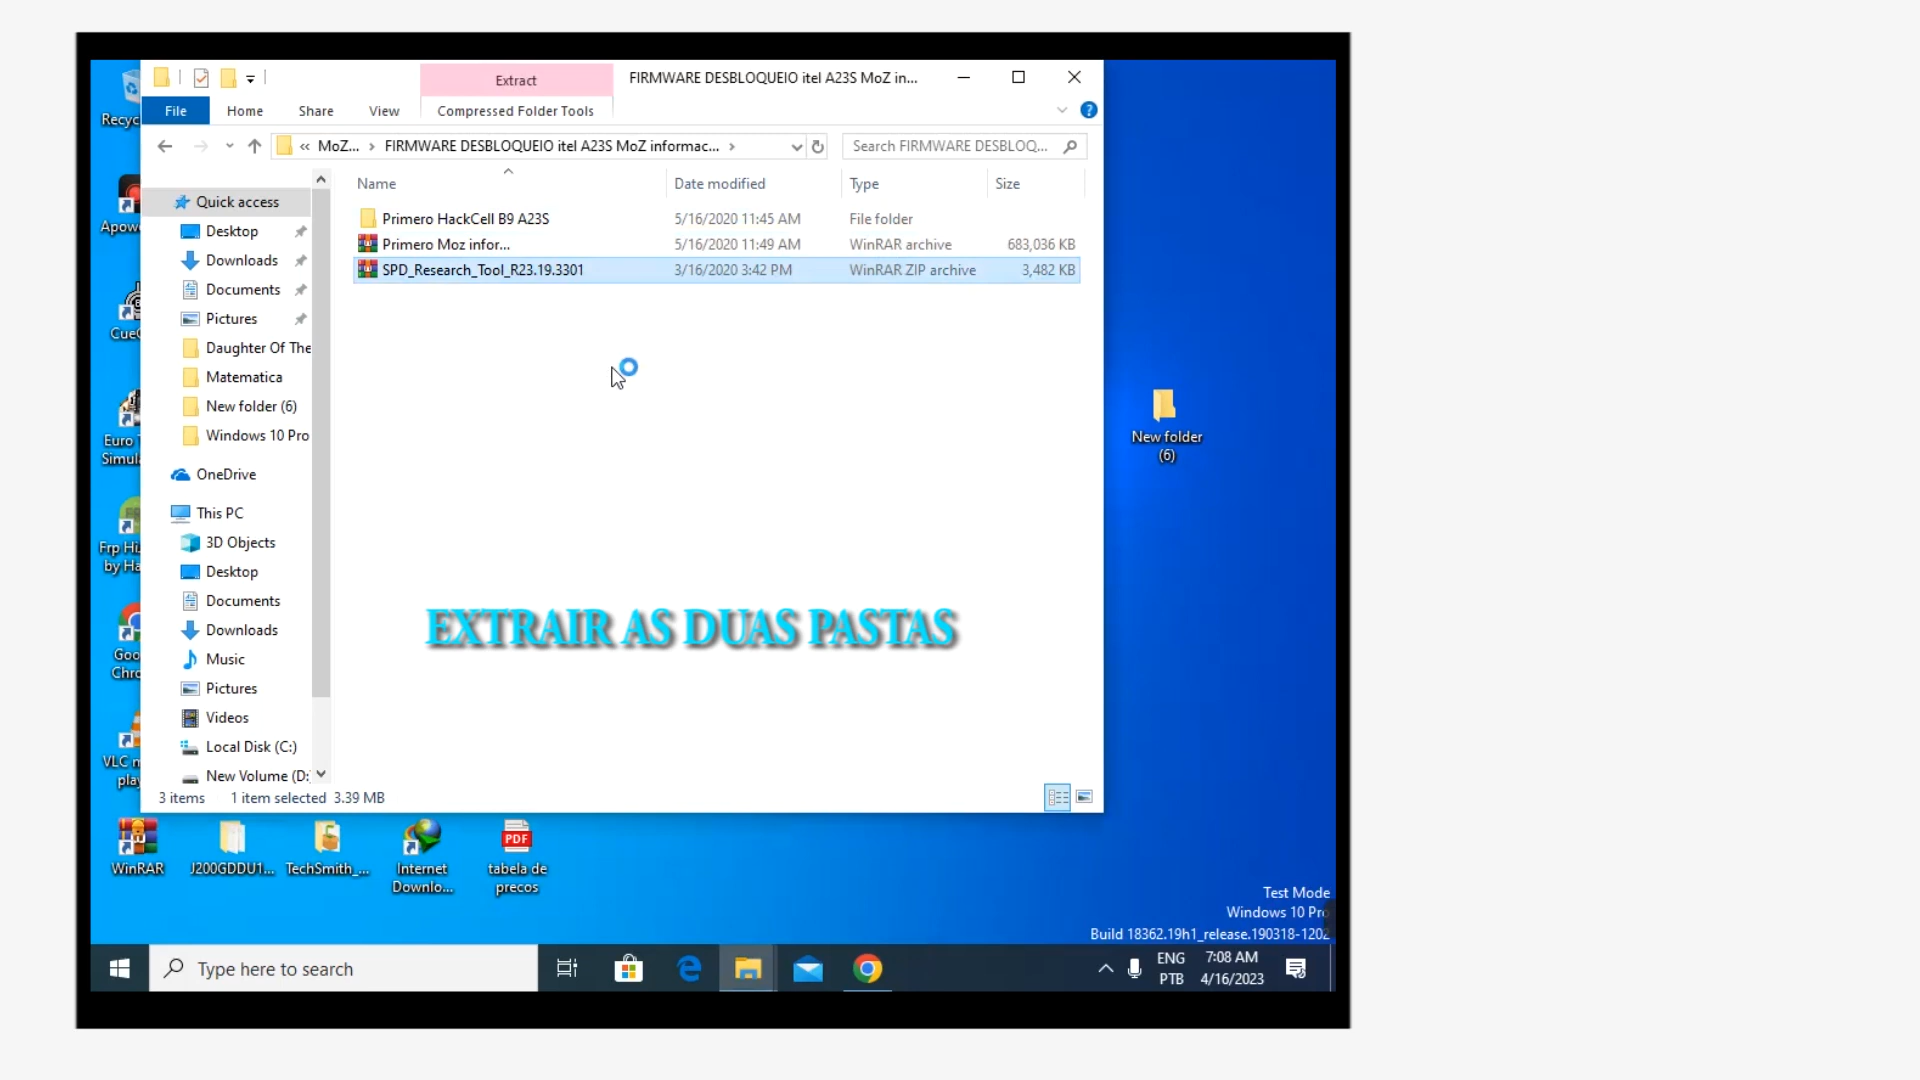 Extract
FIRMWARE DESBLOQUEIO itel A23S MoZ in...
File
Home
Share
View
Compressed Folder Tools
« MoZ... > FIRMWARE DESBLOQUEIO itel A23S MoZ informac... >
Search FIRMWARE DESBLOQ...
Name
Date modified
Type
Size
Primero HackCell B9 A23S 5/16/2020 11:45 AM File folder
Primero Moz infor... 5/16/2020 11:49 AM WinRAR archive 683,036 KB
SPD_Research_Tool_R23.19.3301 3/16/2020 3:42 PM WinRAR ZIP archive 3,482 KB
Quick access
Desktop
Downloads
Documents
Pictures
Daughter Of The
Matematica
New folder (6)
Windows 10 Pro
OneDrive
This PC
3D Objects
Desktop
Documents
Downloads
Music
Pictures
Videos
Local Disk (C:)
New Volume (D:
EXTRAIR AS DUAS PASTAS
3 items 1 item selected 3.39 MB
Recyc
Apow
Cue
Euro
Simul
Frp Hi
by Ha
Goo
Chr
VLC
pla
New folder
(6)
WinRAR
J200GDDU1...
TechSmith_...
Internet
Downlo...
PDF
tabela de
precos
Test Mode
Windows 10 Pro
Build 18362.19h1_release.190318-1202
Type here to search
ENG
PTB
7:08 AM
4/16/2023